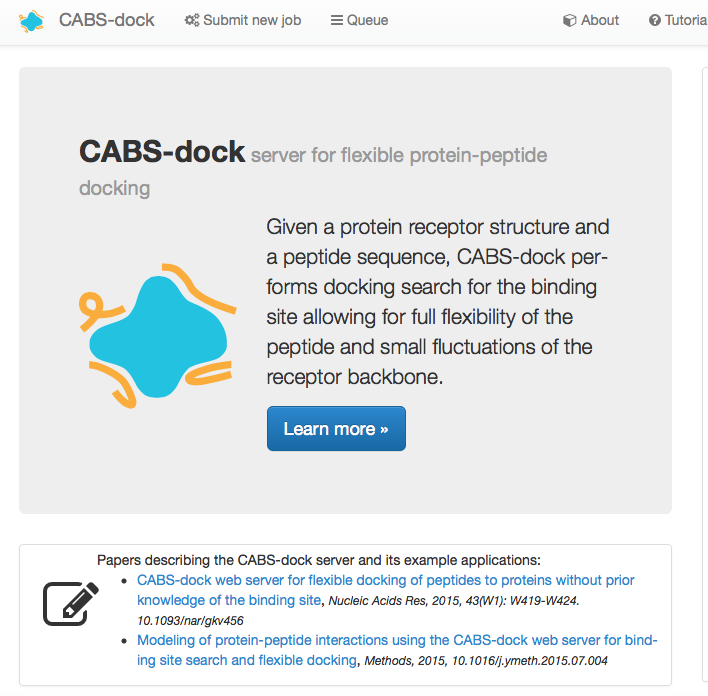 CABS-dock Submit new job Queue About Tutoria
CABS-dock server for flexible protein-peptide
docking
Given a protein receptor structure and
a peptide sequence, CABS-dock per-
forms docking search for the binding
site allowing for full flexibility of the
peptide and small fluctuations of the
receptor backbone.
Learn more »
Papers describing the CABS-dock server and its example applications:
• CABS-dock web server for flexible docking of peptides to proteins without prior
knowledge of the binding site, Nucleic Acids Res, 2015, 43(W1): W419-W424.
10.1093/nar/gkv456
• Modeling of protein-peptide interactions using the CABS-dock web server for bind-
ing site search and flexible docking, Methods, 2015, 10.1016/j.ymeth.2015.07.004